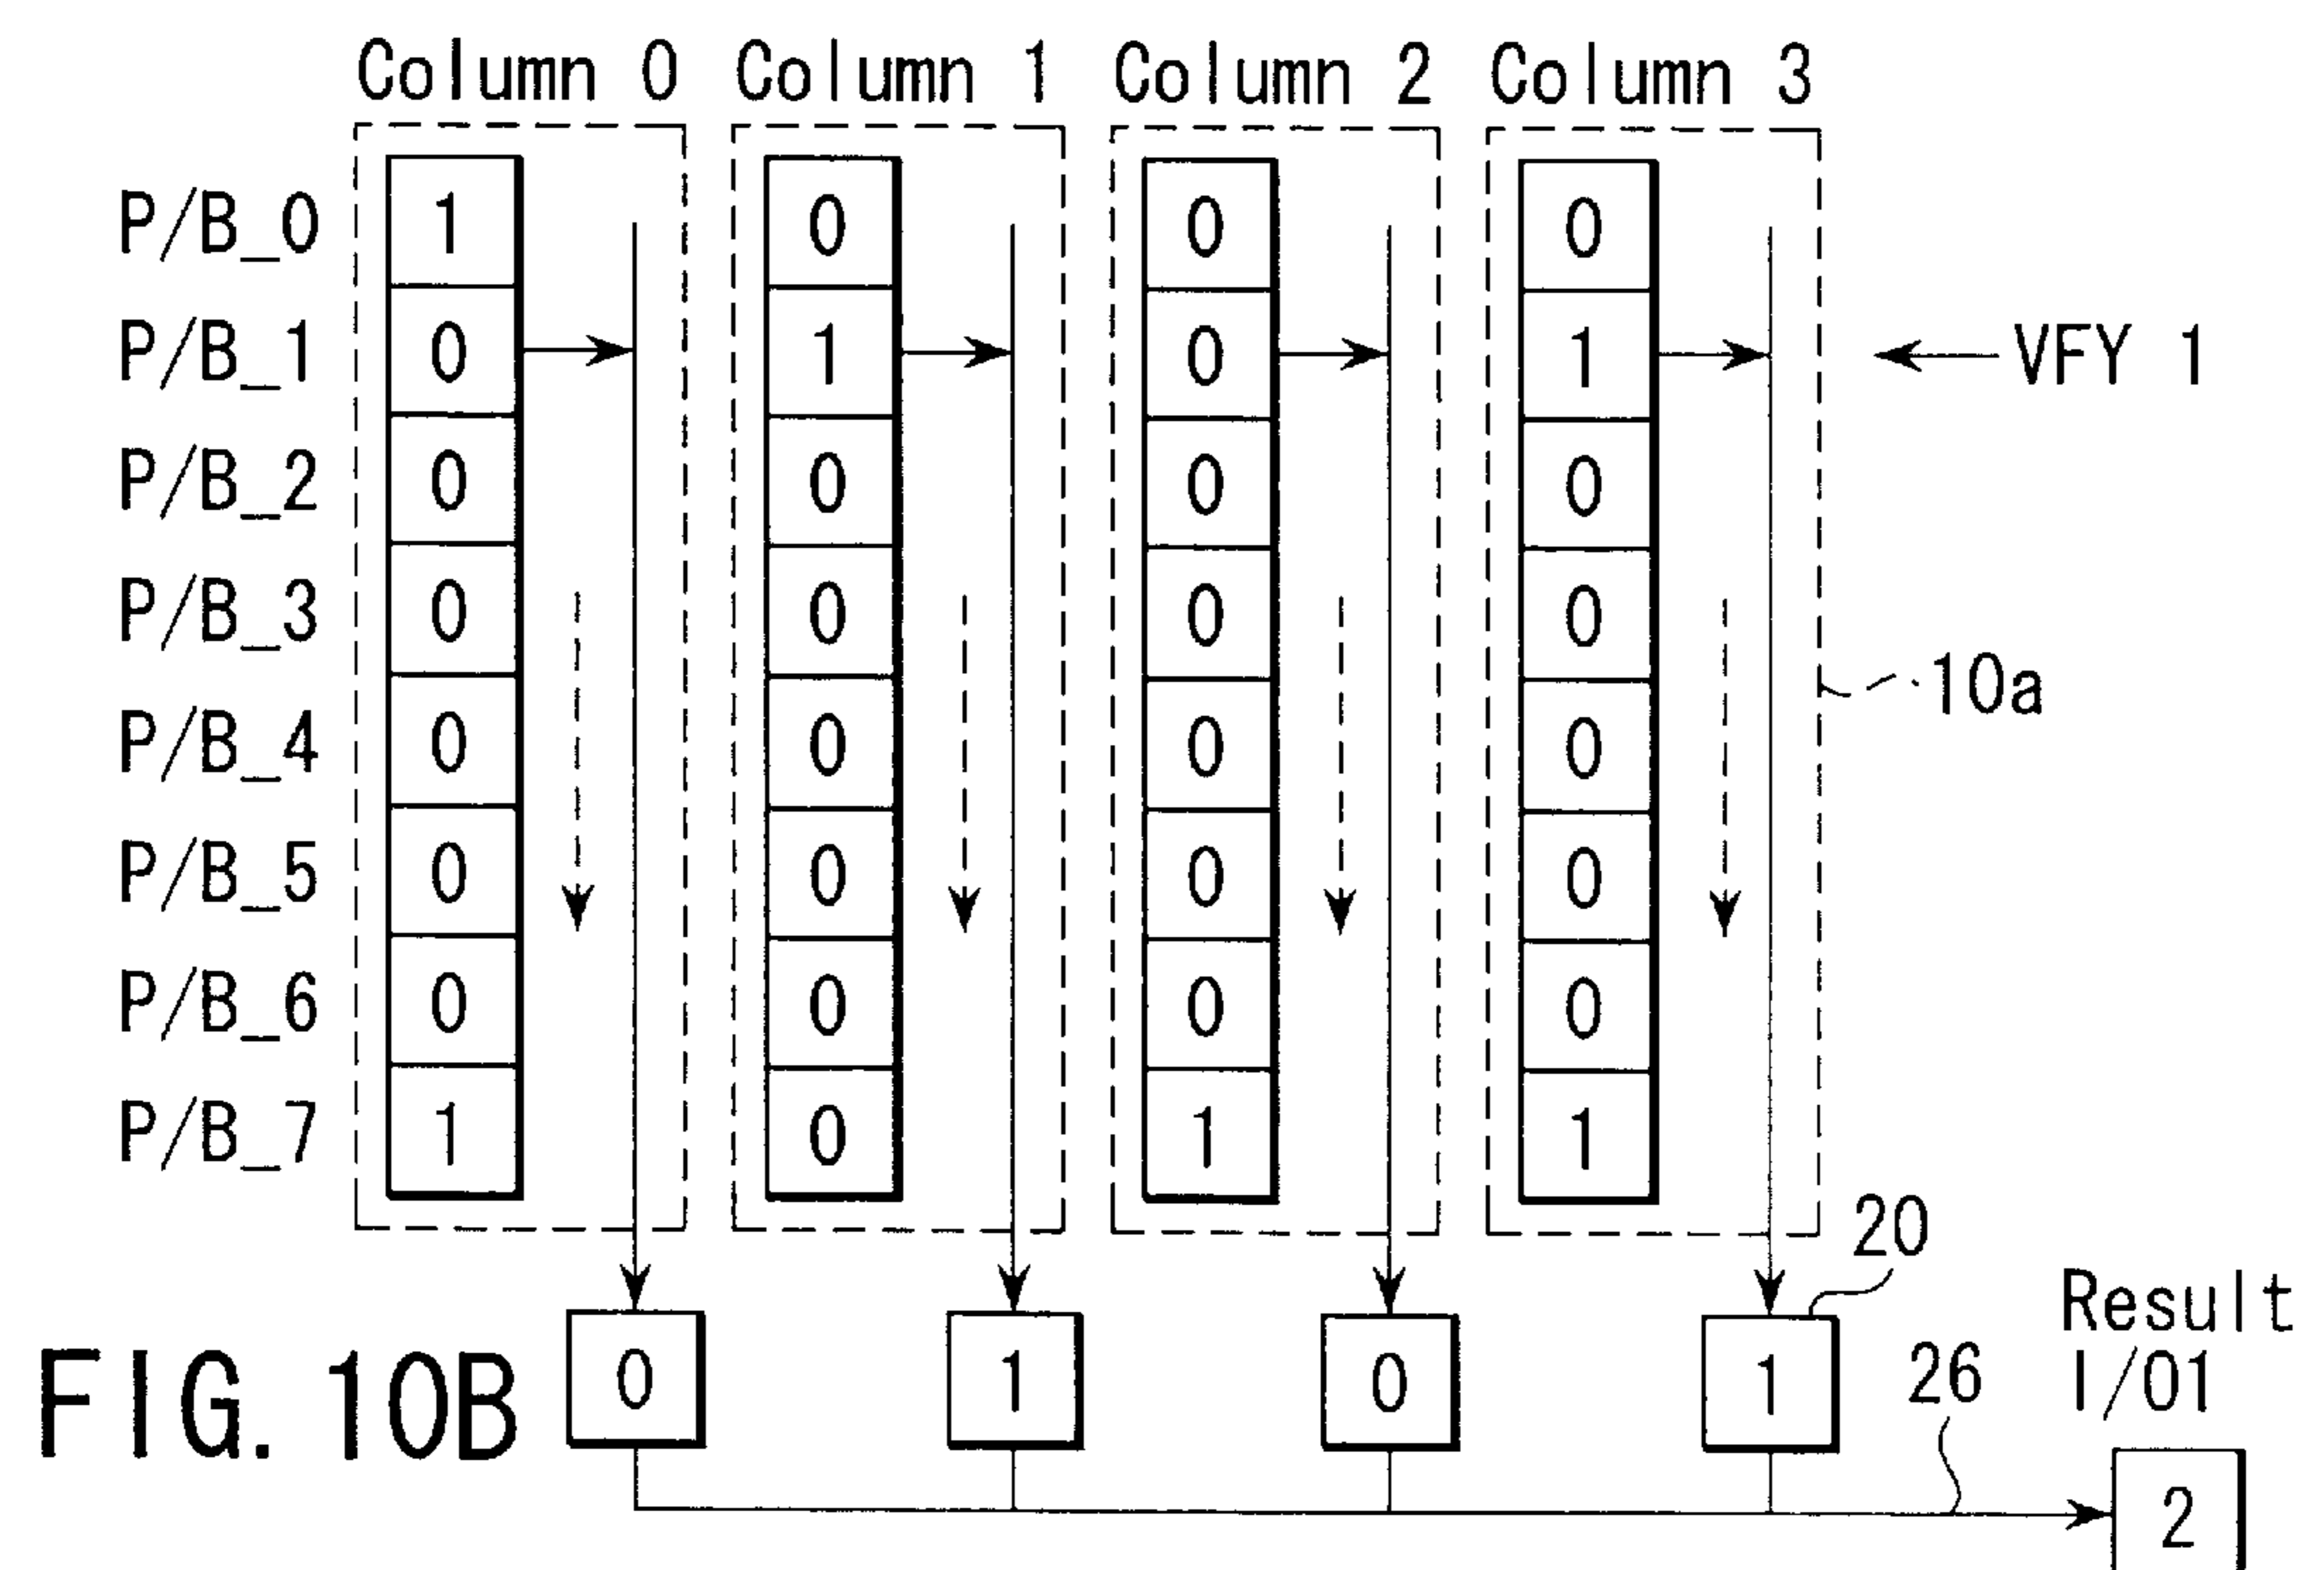 Column 0 Column 1 Column 2 Column 3
P/B_0 1 0 0 0
P/B_1 0 1 0 1 VFY 1
P/B_2 0 0 0 0
P/B_3 0 0 0 0
10a
P/B_4 0 0 0 0
P/B_5 0 0 0 0
P/B_6 0 0 0 0
P/B_7 1 0 1 1
20
Result
I/O1
0 1 0 1 26
FIG. 10B
2